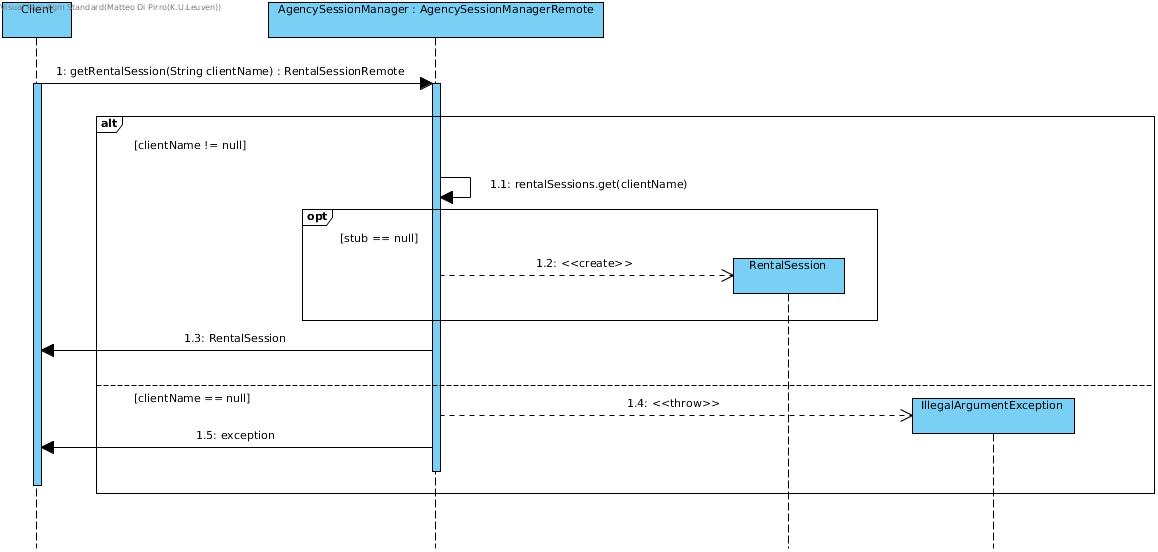 Visual Paradigm Standard(Matteo Di Pirro(K.U.Leuven))
Client
AgencySessionManager : AgencySessionManagerRemote
1: getRentalSession(String clientName) : RentalSessionRemote
alt
[clientName != null]
1.1: rentalSessions.get(clientName)
opt
[stub == null]
1.2: <<create>>
RentalSession
1.3: RentalSession
[clientName == null]
1.4: <<throw>>
IllegalArgumentException
1.5: exception